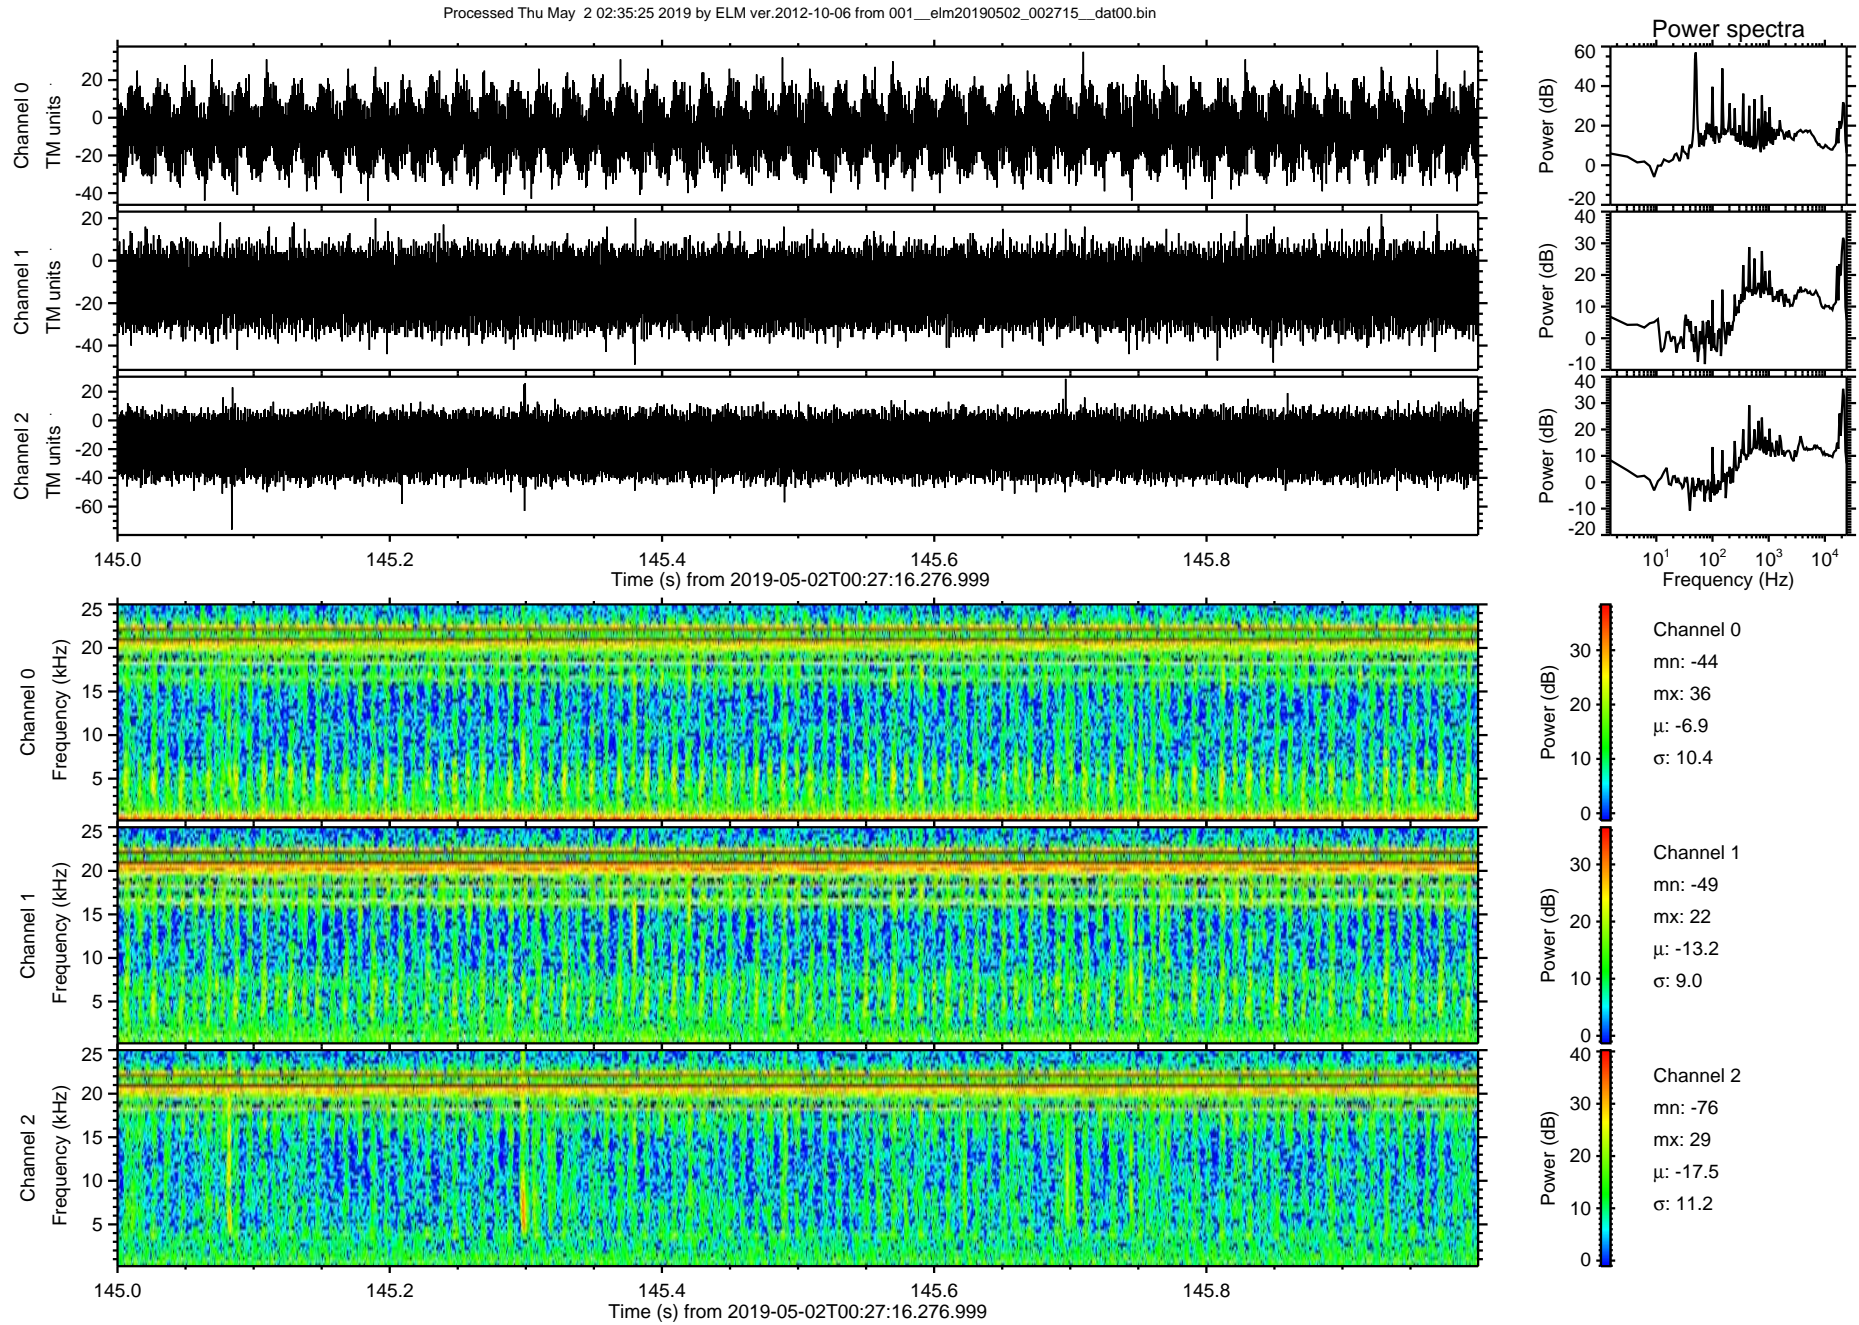 Processed Thu May  2 02:35:25 2019 by ELM ver.2012-10-06 from 001__elm20190502_002715__dat00.bin
Power spectra
Channel 0
TM units
20
0
-20
-40
Power (dB)
60
40
20
0
-20
Channel 1
TM units
20
0
-20
-40
Power (dB)
40
30
20
10
0
-10
Channel 2
TM units
20
0
-20
-40
-60
Power (dB)
40
30
20
10
0
-10
-20
145.0
145.2
145.4
145.6
145.8
Time (s) from 2019-05-02T00:27:16.276.999
10^1
10^2
10^3
10^4
Frequency (Hz)
Channel 0
Frequency (kHz)
25
20
15
10
5
Power (dB)
30
20
10
0
Channel 0
mn: -44
mx: 36
μ: -6.9
σ: 10.4
Channel 1
Frequency (kHz)
25
20
15
10
5
Power (dB)
30
20
10
0
Channel 1
mn: -49
mx: 22
μ: -13.2
σ: 9.0
Channel 2
Frequency (kHz)
25
20
15
10
5
Power (dB)
40
30
20
10
0
Channel 2
mn: -76
mx: 29
μ: -17.5
σ: 11.2
145.0
145.2
145.4
145.6
145.8
Time (s) from 2019-05-02T00:27:16.276.999